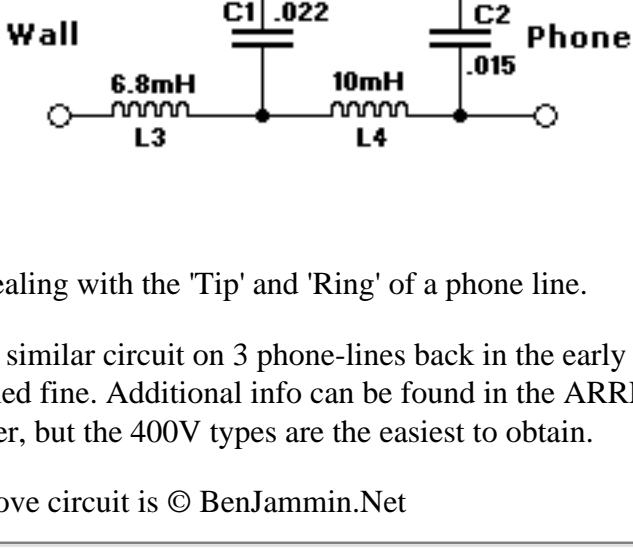 C1 .022 C2
Wall Phone
.015
6.8mH 10mH
L3 L4
ealing with the 'Tip' and 'Ring' of a phone line.
similar circuit on 3 phone-lines back in the early
ed fine. Additional info can be found in the ARR
er, but the 400V types are the easiest to obtain.
ove circuit is © BenJammin.Net